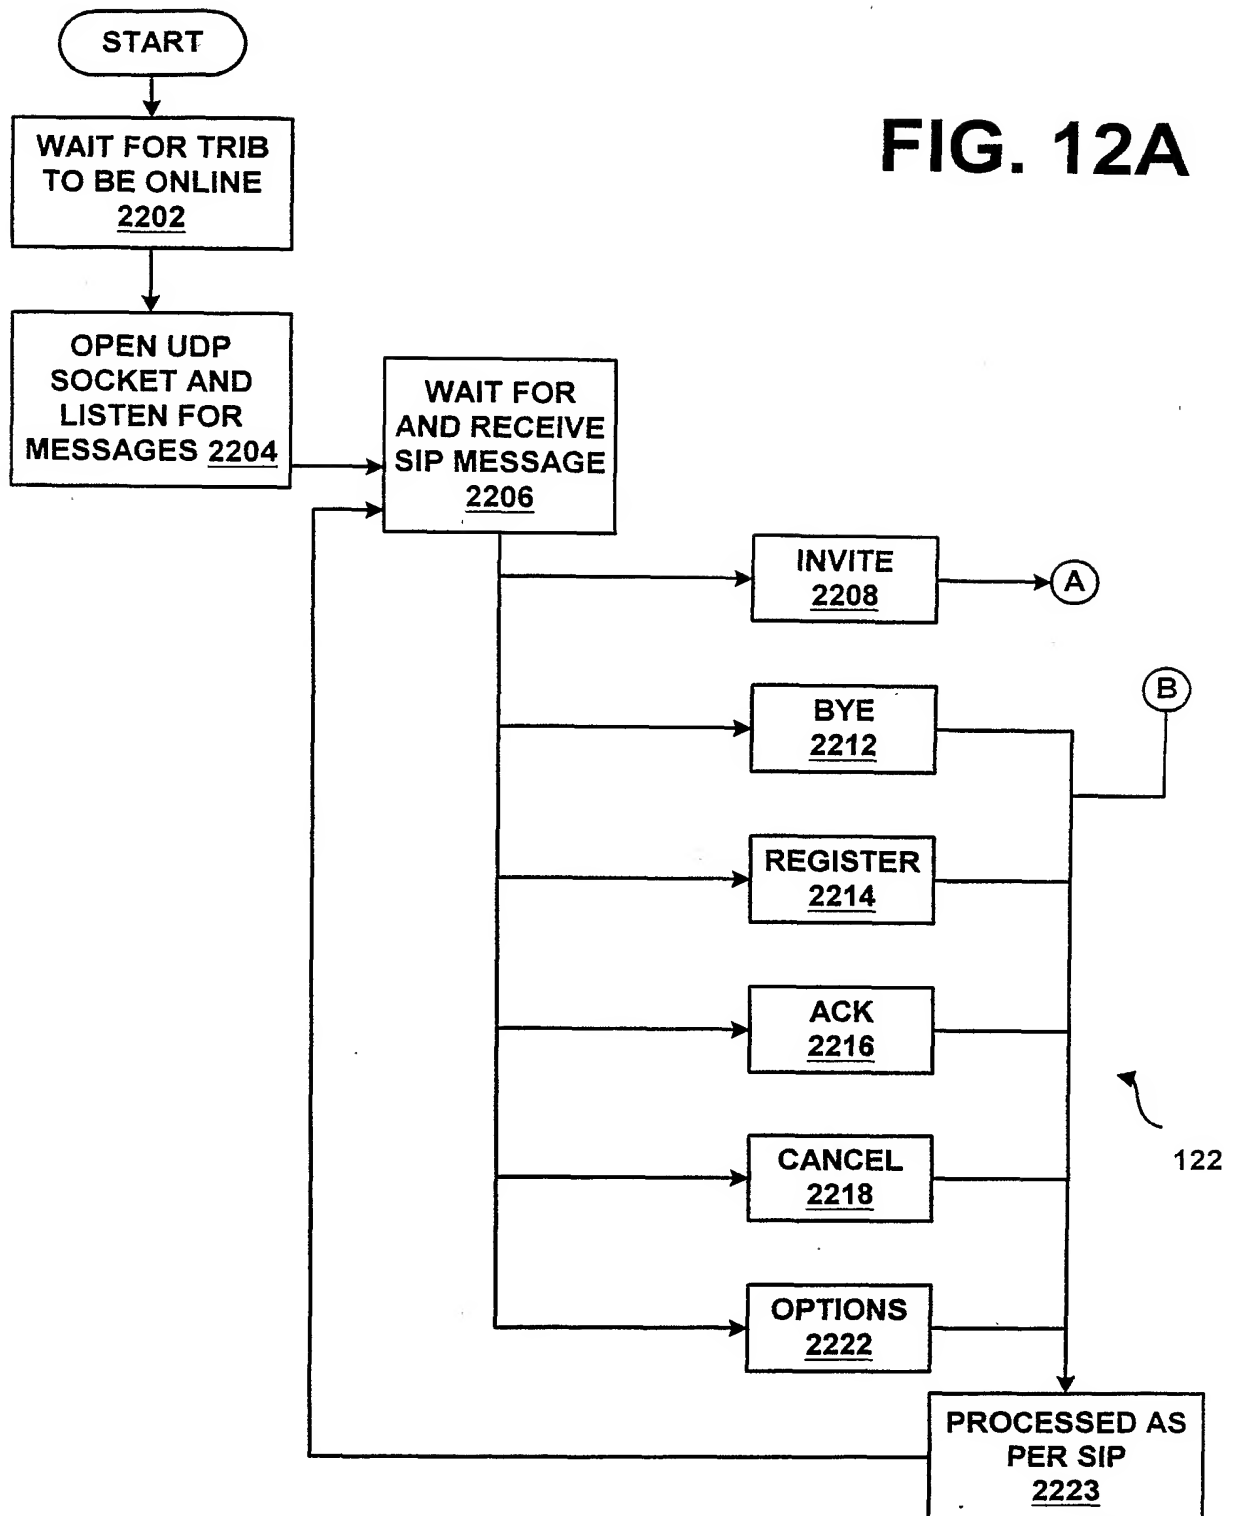 START
FIG. 12A
WAIT FOR TRIB
TO BE ONLINE
2202
OPEN UDP
SOCKET AND
LISTEN FOR
MESSAGES 2204
WAIT FOR
AND RECEIVE
SIP MESSAGE
2206
INVITE
2208
A
B
BYE
2212
REGISTER
2214
ACK
2216
122
CANCEL
2218
OPTIONS
2222
PROCESSED AS
PER SIP
2223